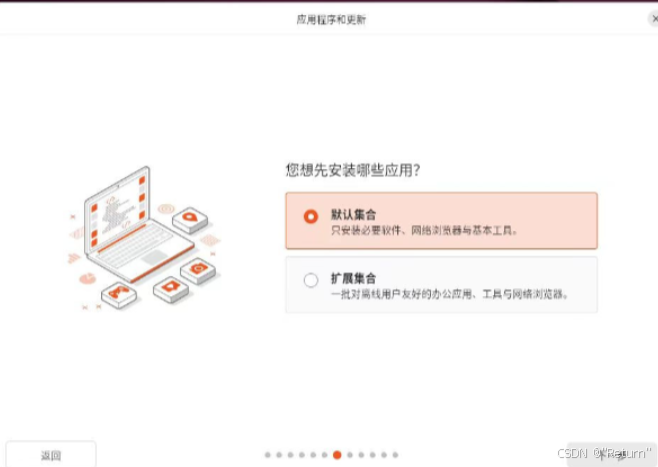 应用程序和更新
您想先安装哪些应用？
默认集合
只安装必要软件、网络浏览器与基本工具。
扩展集合
一批对离线用户友好的办公应用、工具与网络浏览器。
返回
CSDN @"Return"